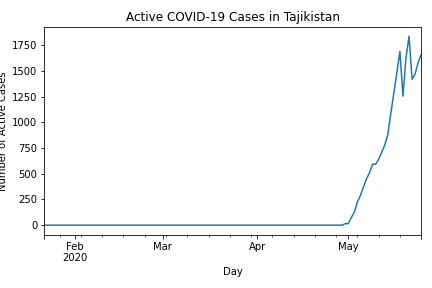 Active COVID-19 Cases in Tajikistan
Number of Active Cases
1750
1500
1250
1000
750
500
250
0
Feb
2020
Mar
Apr
May
Day